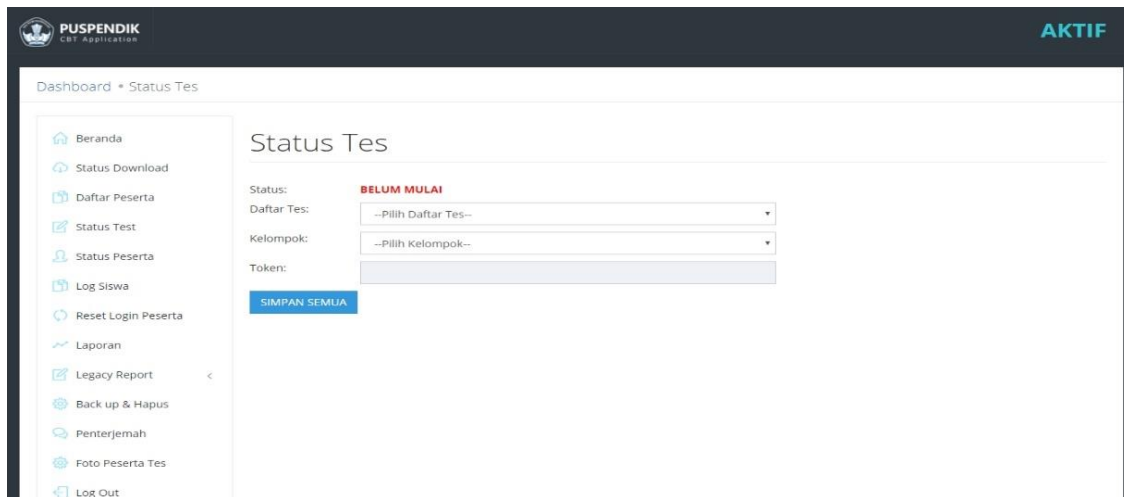 PUSPENDIK
CBT Application
AKTIF
Dashboard • Status Tes
Beranda
Status Download
Daftar Peserta
Status Test
Status Peserta
Log Siswa
Reset Login Peserta
Laporan
Legacy Report <
Back up & Hapus
Penterjemah
Foto Peserta Tes
Log Out
Status Tes
Status: BELUM MULAI
Daftar Tes: --Pilih Daftar Tes--
Kelompok: --Pilih Kelompok--
Token:
SIMPAN SEMUA